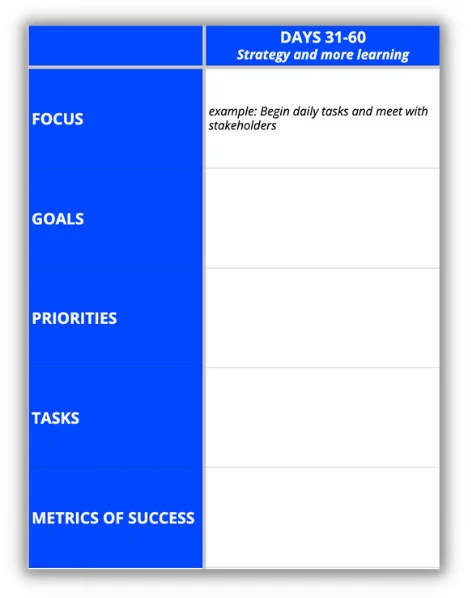 DAYS 31-60
Strategy and more learning
FOCUS
example: Begin daily tasks and meet with
stakeholders
GOALS
PRIORITIES
TASKS
METRICS OF SUCCESS